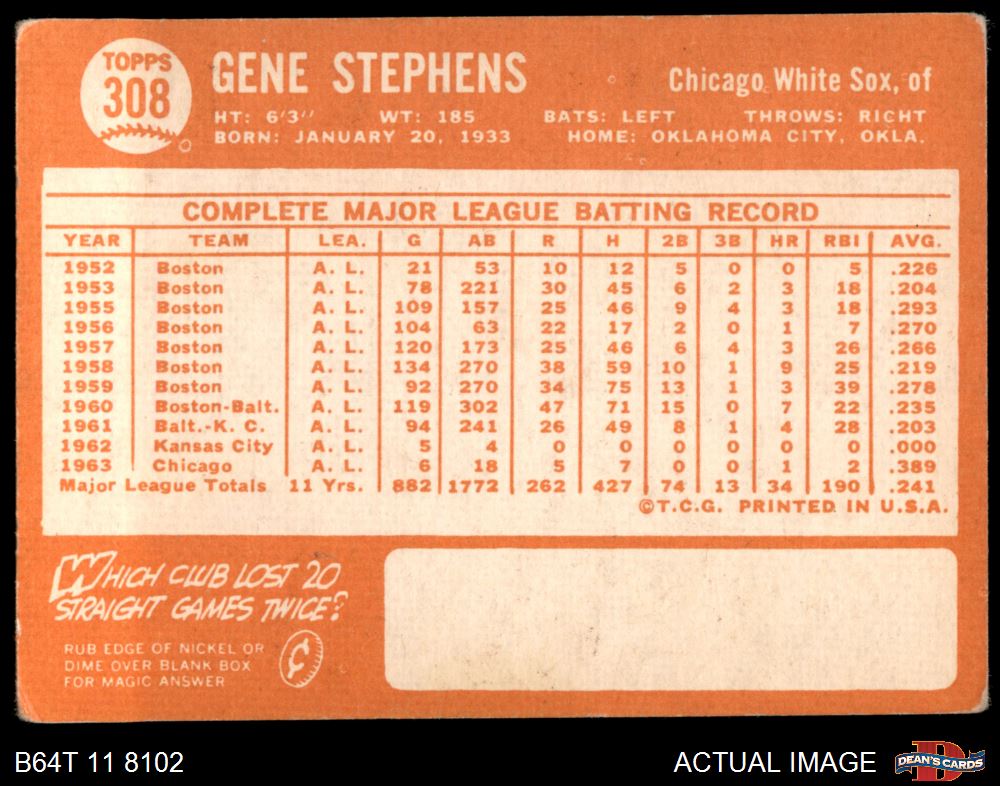 TOPPS
308
GENE STEPHENS
Chicago White Sox, of
HT: 6'3" WT: 185 BATS: LEFT THROWS: RIGHT
BORN: JANUARY 20, 1933 HOME: OKLAHOMA CITY, OKLA.
COMPLETE MAJOR LEAGUE BATTING RECORD
YEAR TEAM LEA. G AB R H 2B 3B HR RBI AVG.
1952 Boston A. L. 21 53 10 12 5 0 0 5 .226
1953 Boston A. L. 78 221 30 45 6 2 3 18 .204
1955 Boston A. L. 109 157 25 46 9 4 3 18 .293
1956 Boston A. L. 104 63 22 17 2 0 1 7 .270
1957 Boston A. L. 120 173 25 46 6 4 3 26 .266
1958 Boston A. L. 134 270 38 59 10 1 9 25 .219
1959 Boston A. L. 92 270 34 75 13 1 3 39 .278
1960 Boston-Balt. A. L. 119 302 47 71 15 0 7 22 .235
1961 Balt.-K. C. A. L. 94 241 26 49 8 1 4 28 .203
1962 Kansas City A. L. 5 4 0 0 0 0 0 0 .000
1963 Chicago A. L. 6 18 5 7 0 0 1 2 .389
Major League Totals 11 Yrs. 882 1772 262 427 74 13 34 190 .241
©T.C.G. PRINTED IN U.S.A.
WHICH CLUB LOST 20
STRAIGHT GAMES TWICE?
RUB EDGE OF NICKEL OR
DIME OVER BLANK BOX
FOR MAGIC ANSWER
¢
B64T 11 8102
ACTUAL IMAGE
D
DEAN'S CARDS